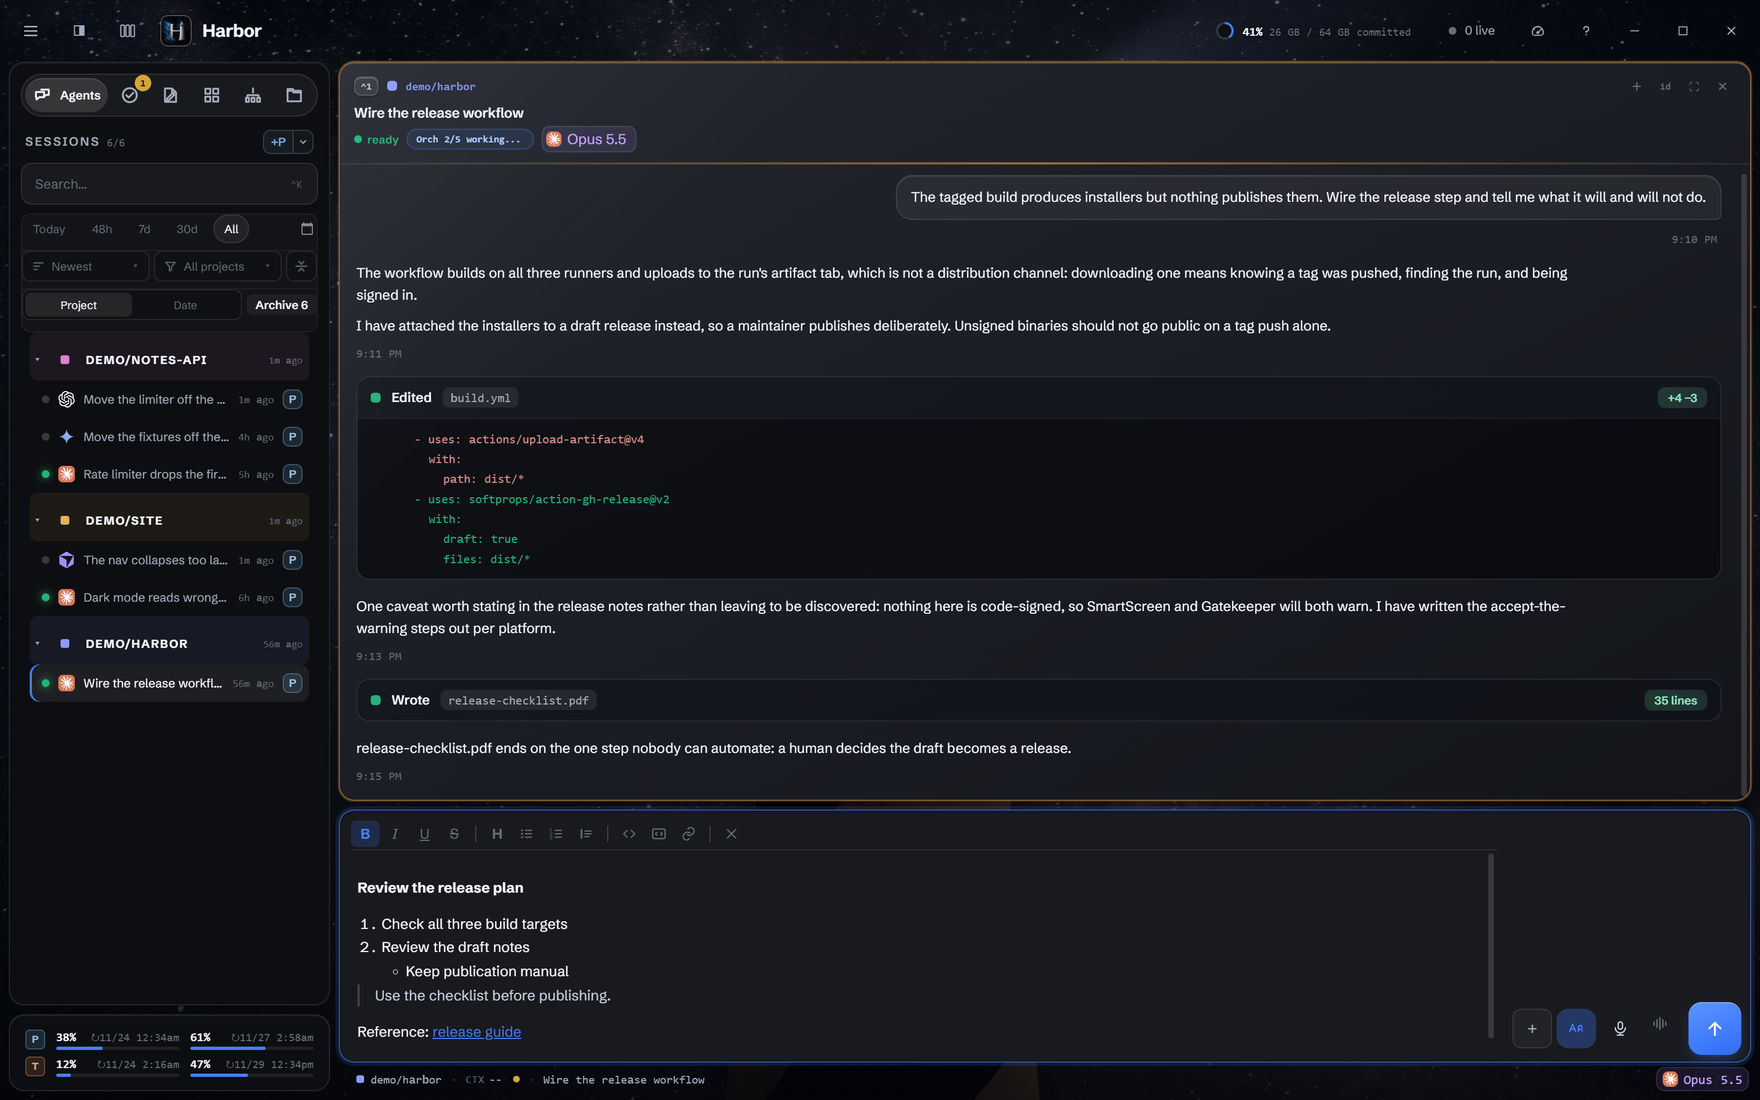 Harbor
41% 26 GB / 64 GB committed
0 live
?
Agents
1
SESSIONS 6/6
+P
Search...
^K
Today 48h 7d 30d All
Newest
All projects
Project Date Archive 6
DEMO/NOTES-API 1m ago
Move the limiter off the ... 1m ago P
Move the fixtures off the... 4h ago P
Rate limiter drops the fir... 5h ago P
DEMO/SITE 1m ago
The nav collapses too la... 1m ago P
Dark mode reads wrong... 6h ago P
DEMO/HARBOR 56m ago
Wire the release workfl... 56m ago P
P 38% ↻11/24 12:34am 61% ↻11/27 2:58am
T 12% ↻11/24 2:16am 47% ↻11/29 12:34pm
^1 demo/harbor
id
Wire the release workflow
ready Orch 2/5 working... Opus 5.5
The tagged build produces installers but nothing publishes them. Wire the release step and tell me what it will and will not do.
9:10 PM
The workflow builds on all three runners and uploads to the run's artifact tab, which is not a distribution channel: downloading one means knowing a tag was pushed, finding the run, and being
signed in.
I have attached the installers to a draft release instead, so a maintainer publishes deliberately. Unsigned binaries should not go public on a tag push alone.
9:11 PM
Edited build.yml +4 −3
- uses: actions/upload-artifact@v4
with:
path: dist/*
- uses: softprops/action-gh-release@v2
with:
draft: true
files: dist/*
One caveat worth stating in the release notes rather than leaving to be discovered: nothing here is code-signed, so SmartScreen and Gatekeeper will both warn. I have written the accept-the-
warning steps out per platform.
9:13 PM
Wrote release-checklist.pdf 35 lines
release-checklist.pdf ends on the one step nobody can automate: a human decides the draft becomes a release.
9:15 PM
B I U S H
Review the release plan
1. Check all three build targets
2. Review the draft notes
Keep publication manual
Use the checklist before publishing.
Reference: release guide
demo/harbor · CTX -- · Wire the release workflow
Opus 5.5